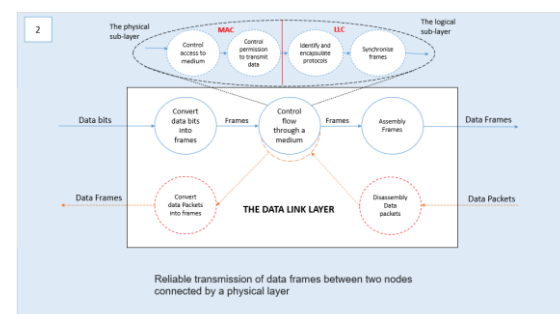 2
The physical
sub-layer
MAC
LLC
The logical
sub-layer
Control
access to
medium
Control
permission
to transmit
data
Identify and
encapsulate
protocols
Synchronise
frames
Data bits
Convert
data bits
into
frames
Frames
Control
flow
through a
medium
Frames
Assembly
Frames
Data Frames
Data Frames
Convert
data Packets
into frames
THE DATA LINK LAYER
Disassembly
Data
packets
Data Packets
Reliable transmission of data frames between two nodes
connected by a physical layer